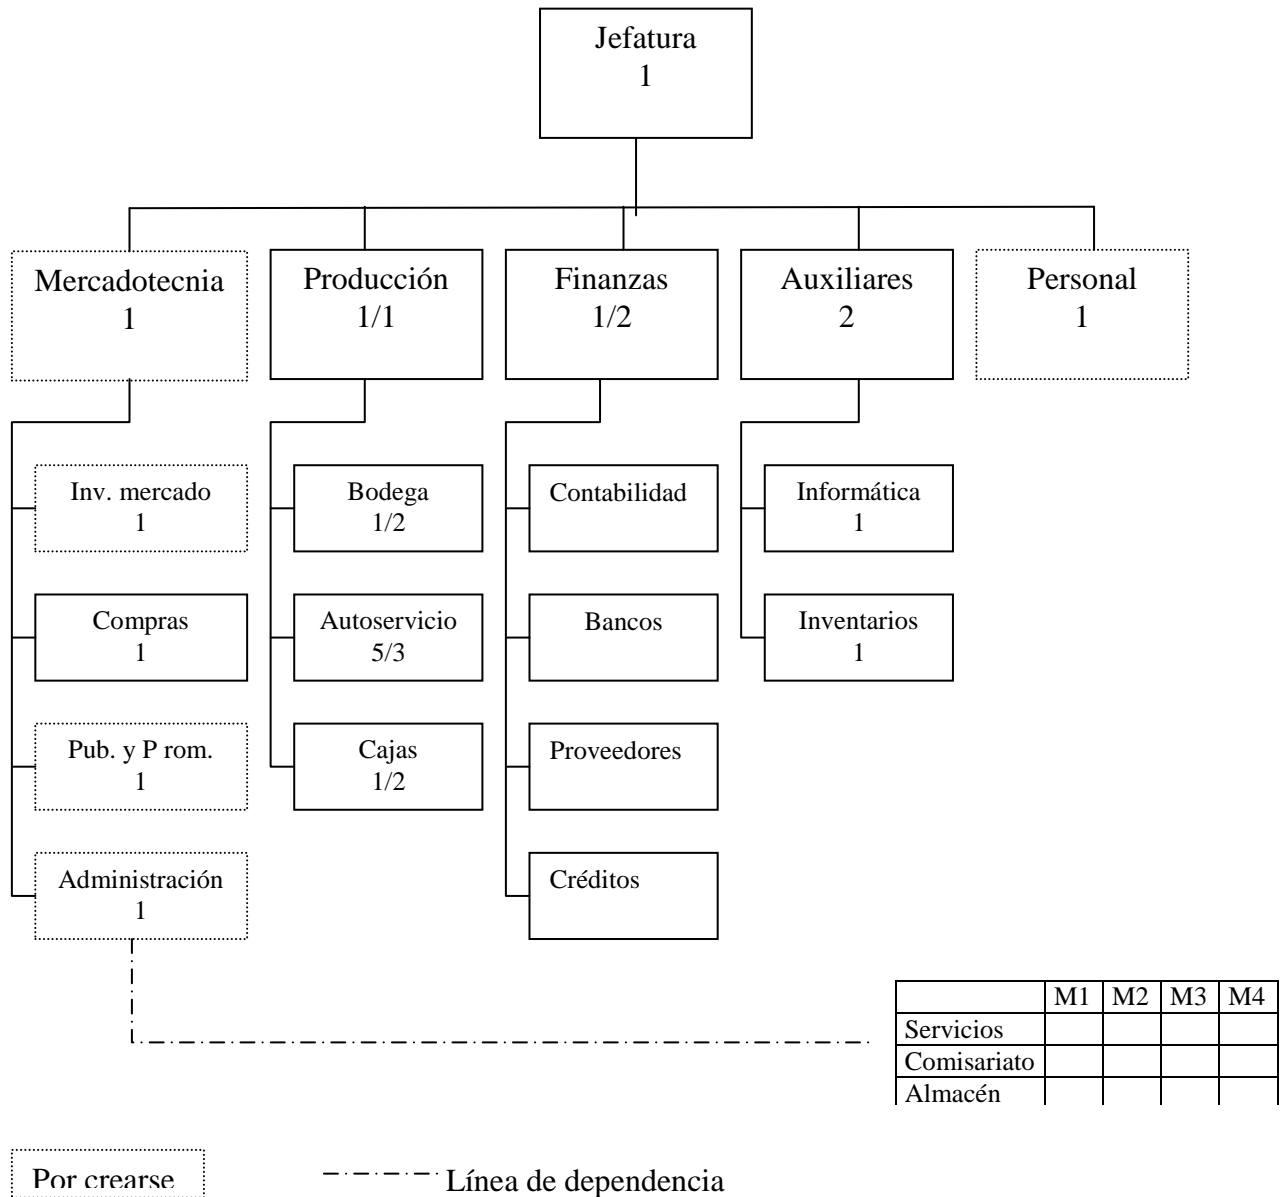 Jefatura
1
Mercadotecnia
1
Producción
1/1
Finanzas
1/2
Auxiliares
2
Personal
1
Inv. mercado
1
Bodega
1/2
Contabilidad
Informática
1
Compras
1
Autoservicio
5/3
Bancos
Inventarios
1
Pub. y P rom.
1
Cajas
1/2
Proveedores
Administración
1
Créditos
M1 M2 M3 M4
Servicios
Comisariato
Almacén
Por crearse
Línea de dependencia